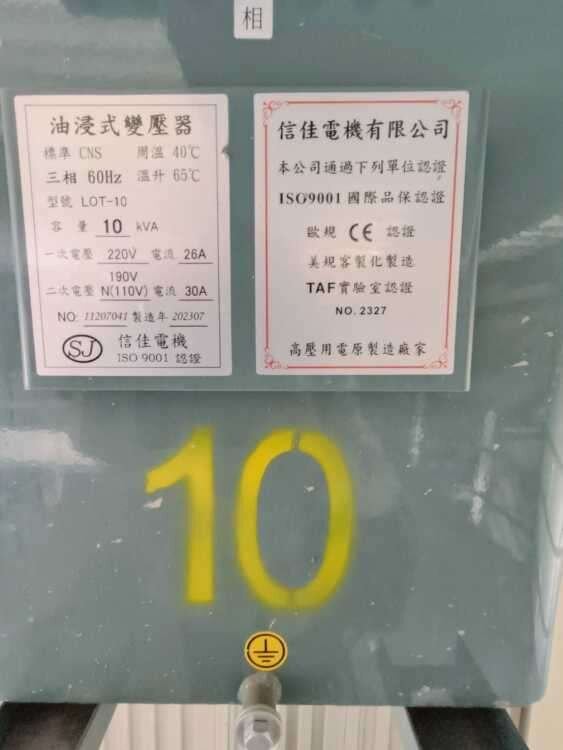 相
油浸式變壓器
標準 CNS 周溫 40℃
三相 60Hz 溫升 65℃
型號 LOT-10
容量 10 kVA
一次電壓 220V 電流 26A
190V
二次電壓 N(110V) 電流 30A
NO: 11207041 製造年 202307
SJ 信佳電機
ISO 9001 認證
信佳電機有限公司
本公司通過下列單位認證
ISO9001 國際品保認證
歐規 CE 認證
美規客製化製造
TAF實驗室認證
NO. 2327
高壓用電原製造廠家
10